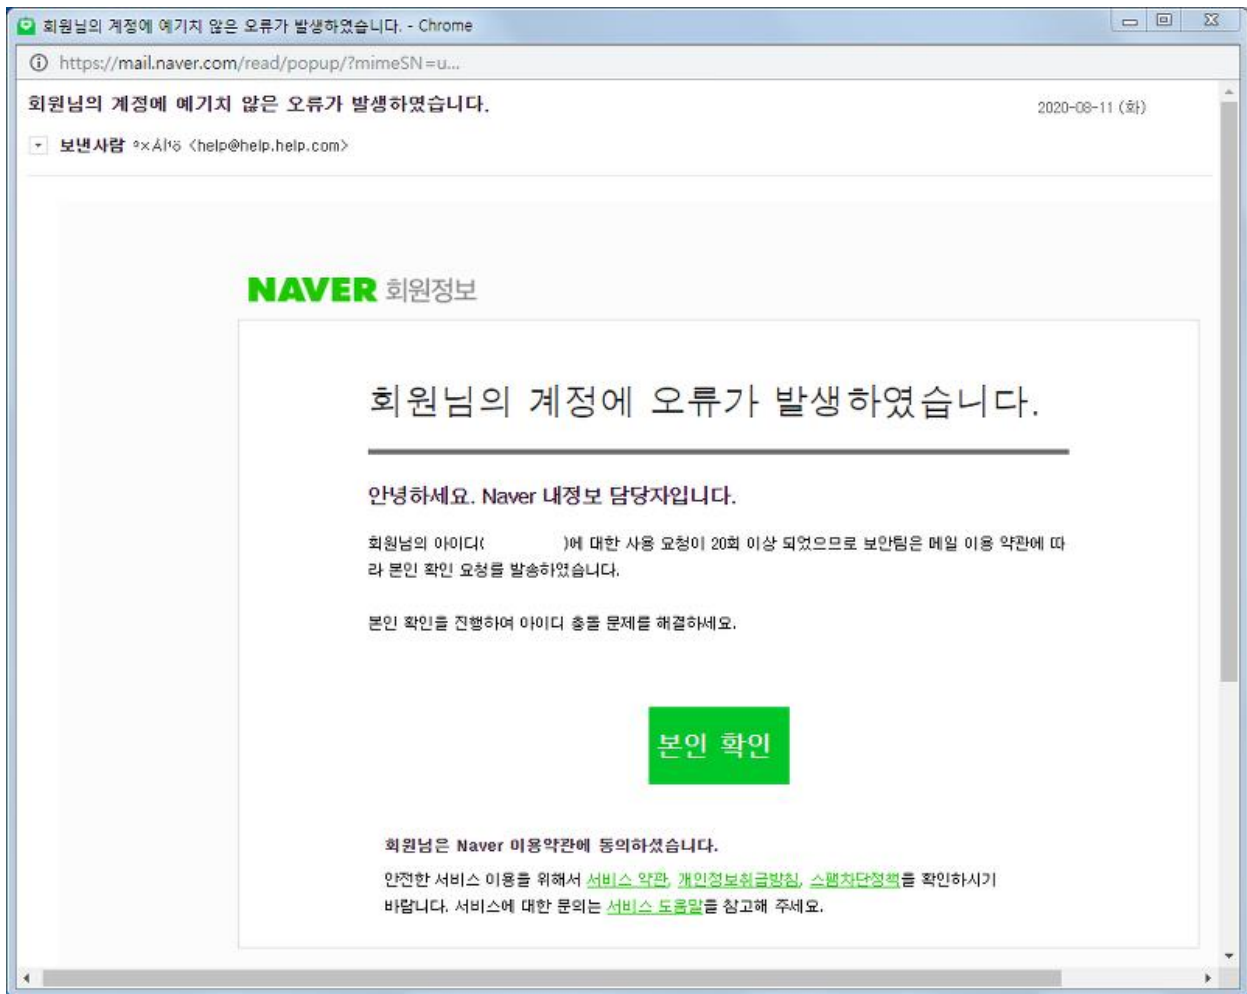 회원님의 계정에 예기치 않은 오류가 발생하였습니다. - Chrome
https://mail.naver.com/read/popup/?mimeSN=u...
회원님의 계정에 예기치 않은 오류가 발생하였습니다.
2020-08-11 (화)
보낸사람 <help@help.help.com>
NAVER 회원정보
회원님의 계정에 오류가 발생하였습니다.
안녕하세요. Naver 내정보 담당자입니다.
회원님의 아이디( )에 대한 사용 요청이 20회 이상 되었으므로 보안팀은 메일 이용 약관에 따
라 본인 확인 요청를 발송하였습니다.
본인 확인을 진행하여 아이디 충돌 문제를 해결하세요.
본인 확인
회원님은 Naver 이용약관에 동의하셨습니다.
안전한 서비스 이용을 위해서 서비스 약관, 개인정보취급방침, 스팸차단정책를 확인하시기
바랍니다. 서비스에 대한 문의는 서비스 도움말를 참고해 주세요.